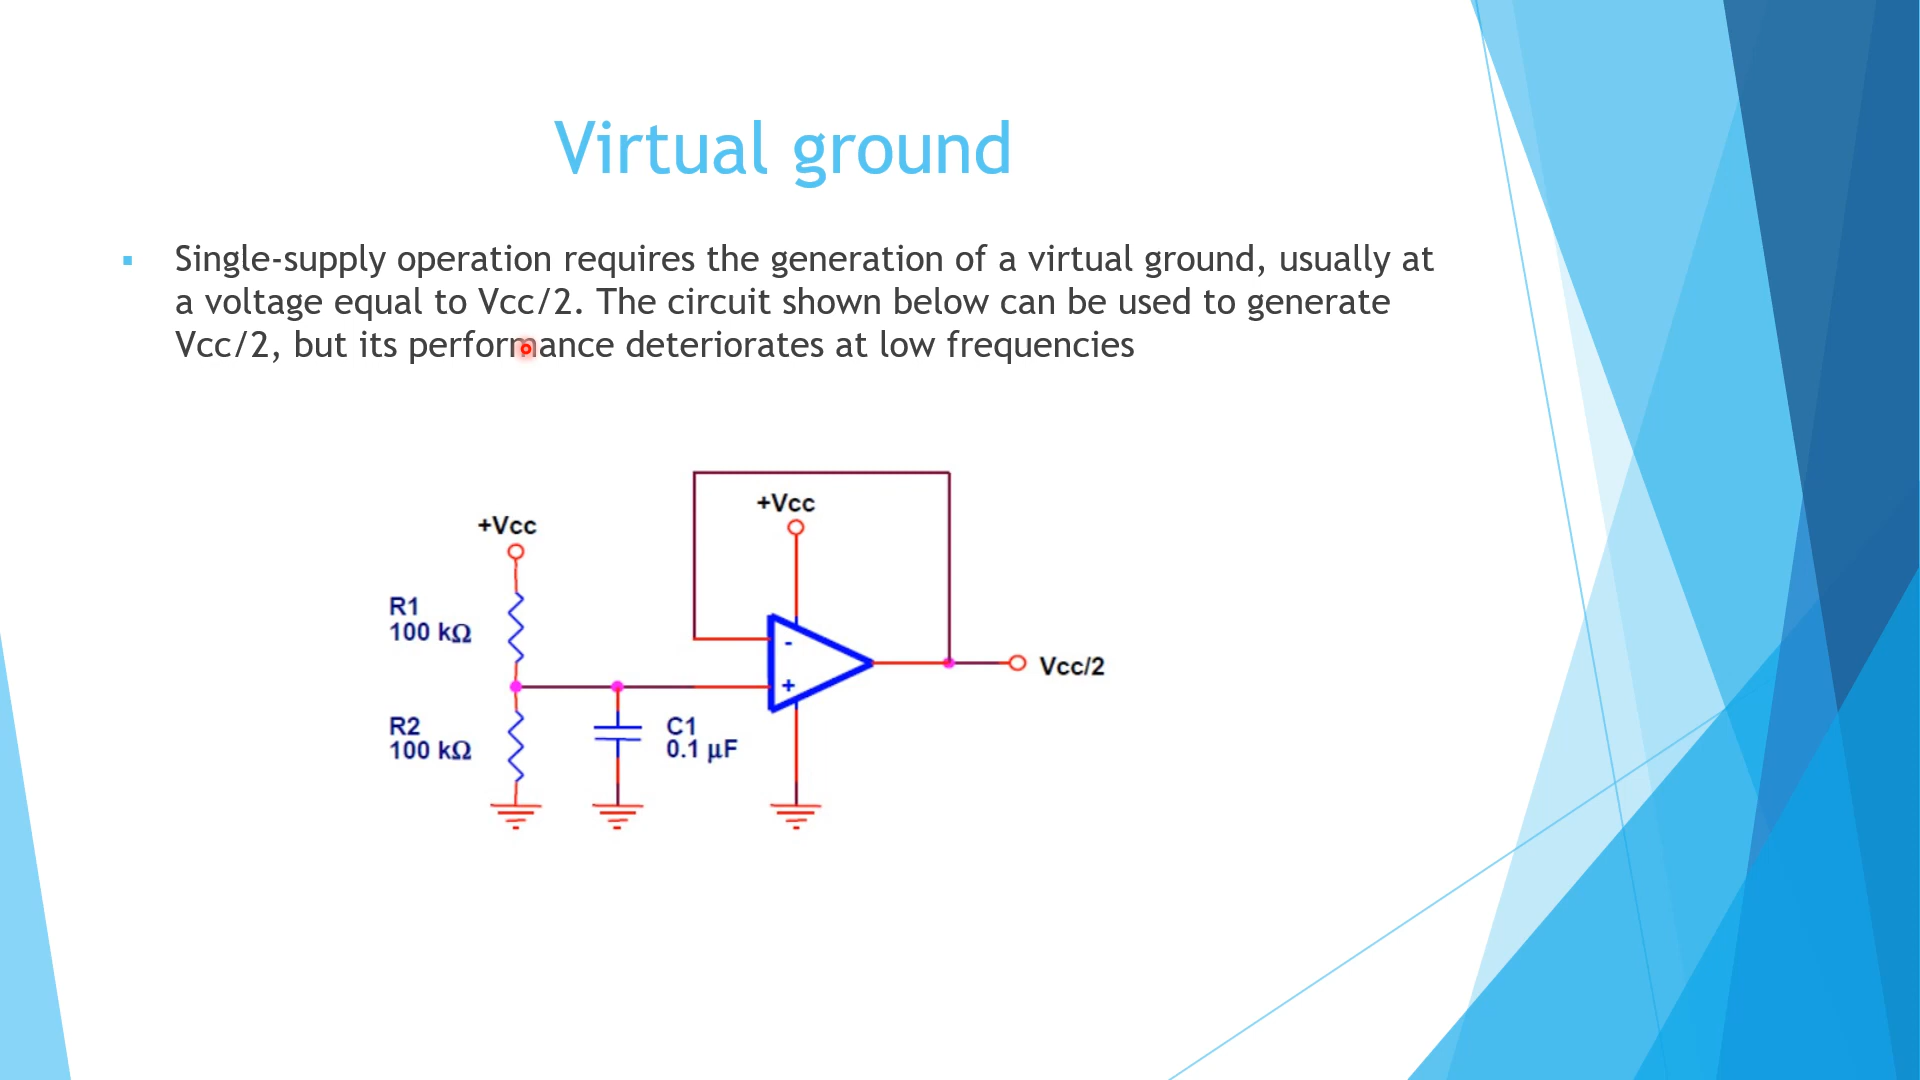 Virtual ground
Single-supply operation requires the generation of a virtual ground, usually at
a voltage equal to Vcc/2. The circuit shown below can be used to generate
Vcc/2, but its performance deteriorates at low frequencies
+Vcc
+Vcc
R1
100 kΩ
-
Vcc/2
+
R2
100 kΩ
C1
0.1 µF